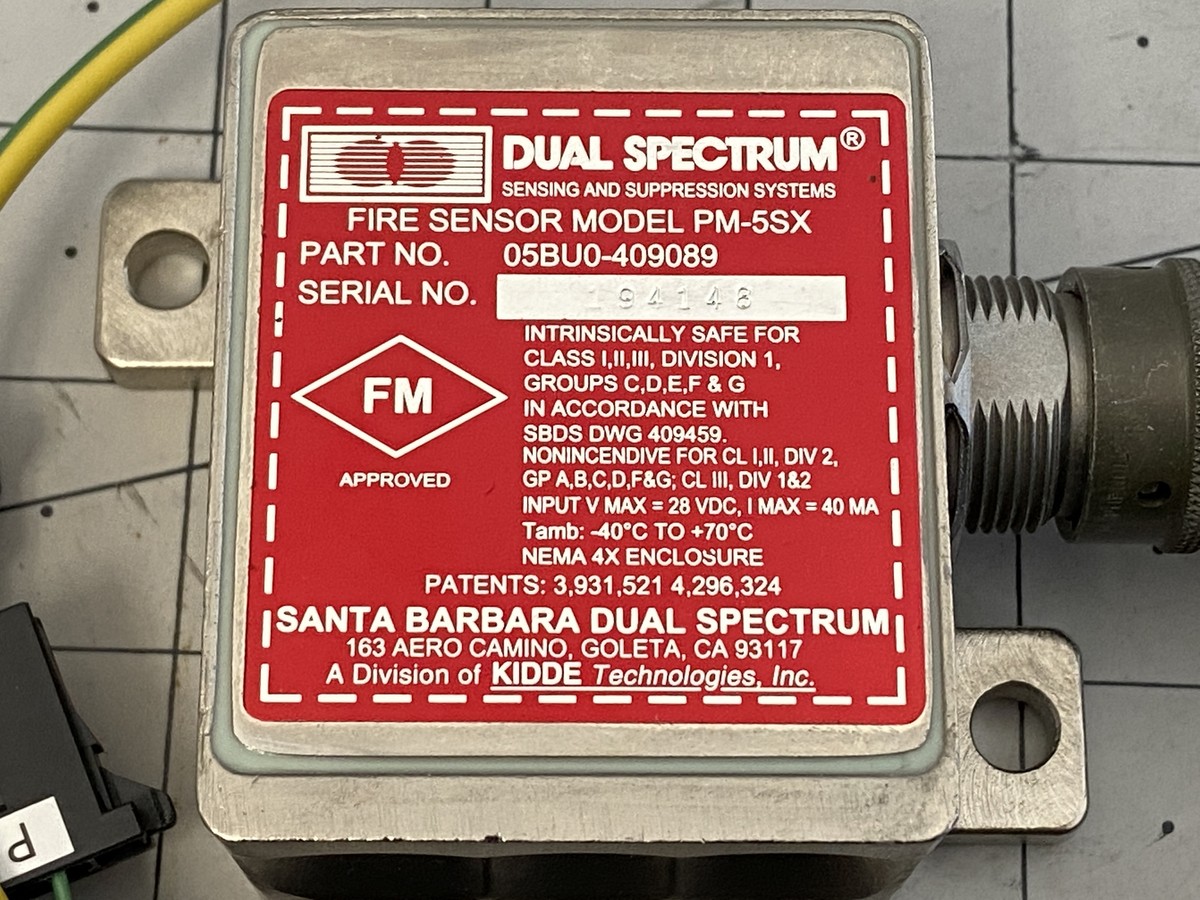 DUAL SPECTRUM®
SENSING AND SUPPRESSION SYSTEMS
FIRE SENSOR MODEL PM-5SX
PART NO. 05BU0-409089
SERIAL NO. 194148
INTRINSICALLY SAFE FOR
CLASS I,II,III, DIVISION 1,
GROUPS C,D,E,F & G
IN ACCORDANCE WITH
SBDS DWG 409459.
NONINCENDIVE FOR CL I,II, DIV 2,
GP A,B,C,D,F&G; CL III, DIV 1&2
INPUT V MAX = 28 VDC, I MAX = 40 MA
Tamb: -40°C TO +70°C
NEMA 4X ENCLOSURE
FM
APPROVED
PATENTS: 3,931,521 4,296,324
SANTA BARBARA DUAL SPECTRUM
163 AERO CAMINO, GOLETA, CA 93117
A Division of KIDDE Technologies, Inc.
P